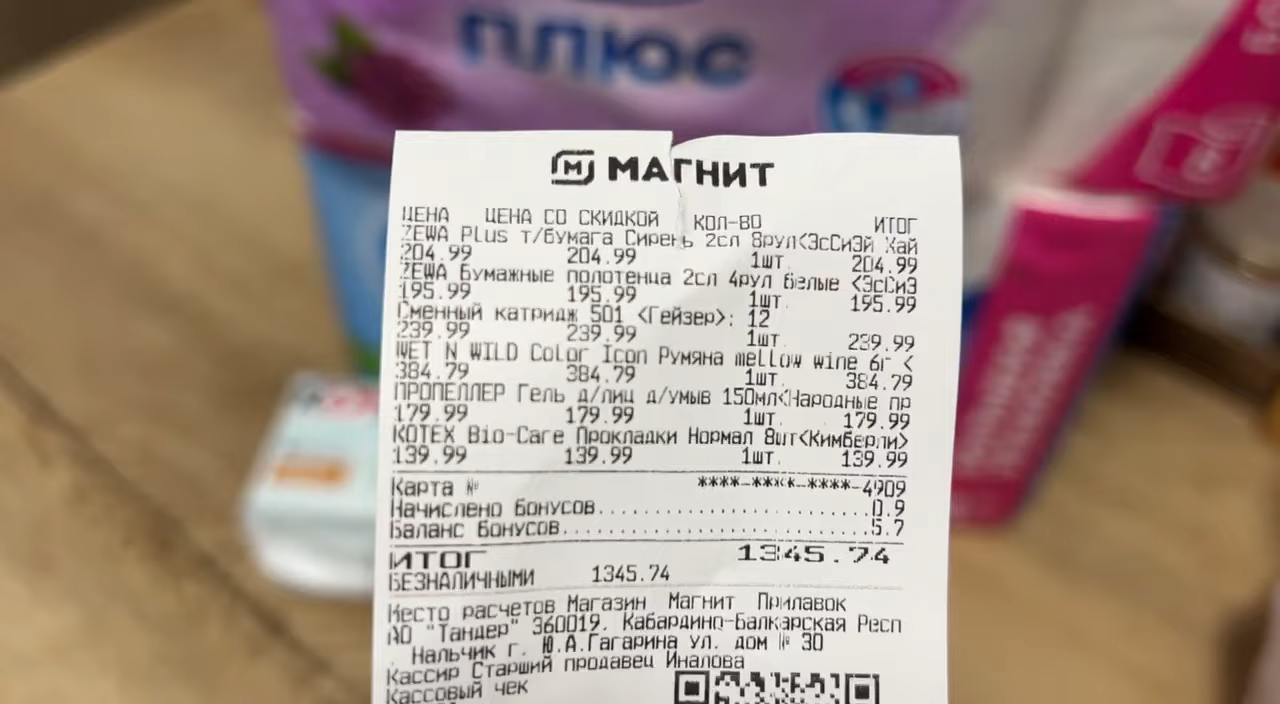 ПЛЮС
МАГНИТ
ЦЕНА ЦЕНА СО СКИДКОЙ КОЛ-ВО ИТОГ
ZEWA Plus т/бумага Сирень 2сл 8рул<ЭсСиЭй Хай
204.99 204.99 1шт. 204.99
ZEWA Бумажные полотенца 2сл 4рул белые <ЭсСиЭ
195.99 195.99 1шт. 195.99
Сменный катридж 501 <Гейзер>: 12
239.99 239.99 1шт. 239.99
WET N WILD Color Icon Румяна mellow wine 6г <
384.79 384.79 1шт. 384.79
ПРОПЕЛЛЕР Гель д/лиц д/умыв 150мл<Народные пр
179.99 179.99 1шт. 179.99
KOTEX Bio-Care Прокладки Нормал 8шт<Кимберли>
139.99 139.99 1шт. 139.99
Карта № ****-****-****-4909
Начислено бонусов..............................0.9
Баланс бонусов.................................5.7
ИТОГ 1345.74
БЕЗНАЛИЧНЫМИ 1345.74
Место расчетов Магазин Магнит Прилавок
АО "Тандер" 360019. Кабардино-Балкарская Респ
. Нальчик г. Ю.А.Гагарина ул. дом № 30
Кассир Старший продавец Иналова
Кассовый чек